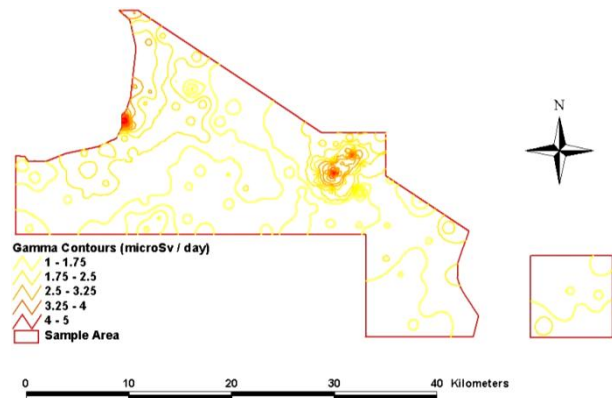 N
Gamma Contours (microSv / day)
1 - 1.75
1.75 - 2.5
2.5 - 3.25
3.25 - 4
4 - 5
Sample Area
0 10 20 30 40 Kilometers